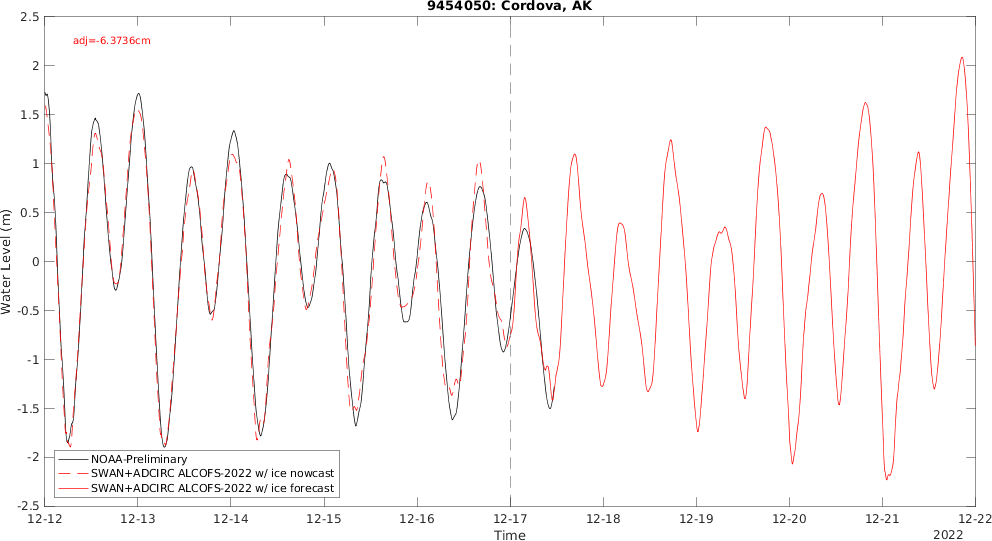 9454050: Cordova, AK
adj=-6.3736cm
Water Level (m)
2.5
2
1.5
1
0.5
0
-0.5
-1
-1.5
-2
-2.5
NOAA-Preliminary
SWAN+ADCIRC ALCOFS-2022 w/ ice nowcast
SWAN+ADCIRC ALCOFS-2022 w/ ice forecast
12-12 12-13 12-14 12-15 12-16 12-17 12-18 12-19 12-20 12-21 12-22
Time
2022